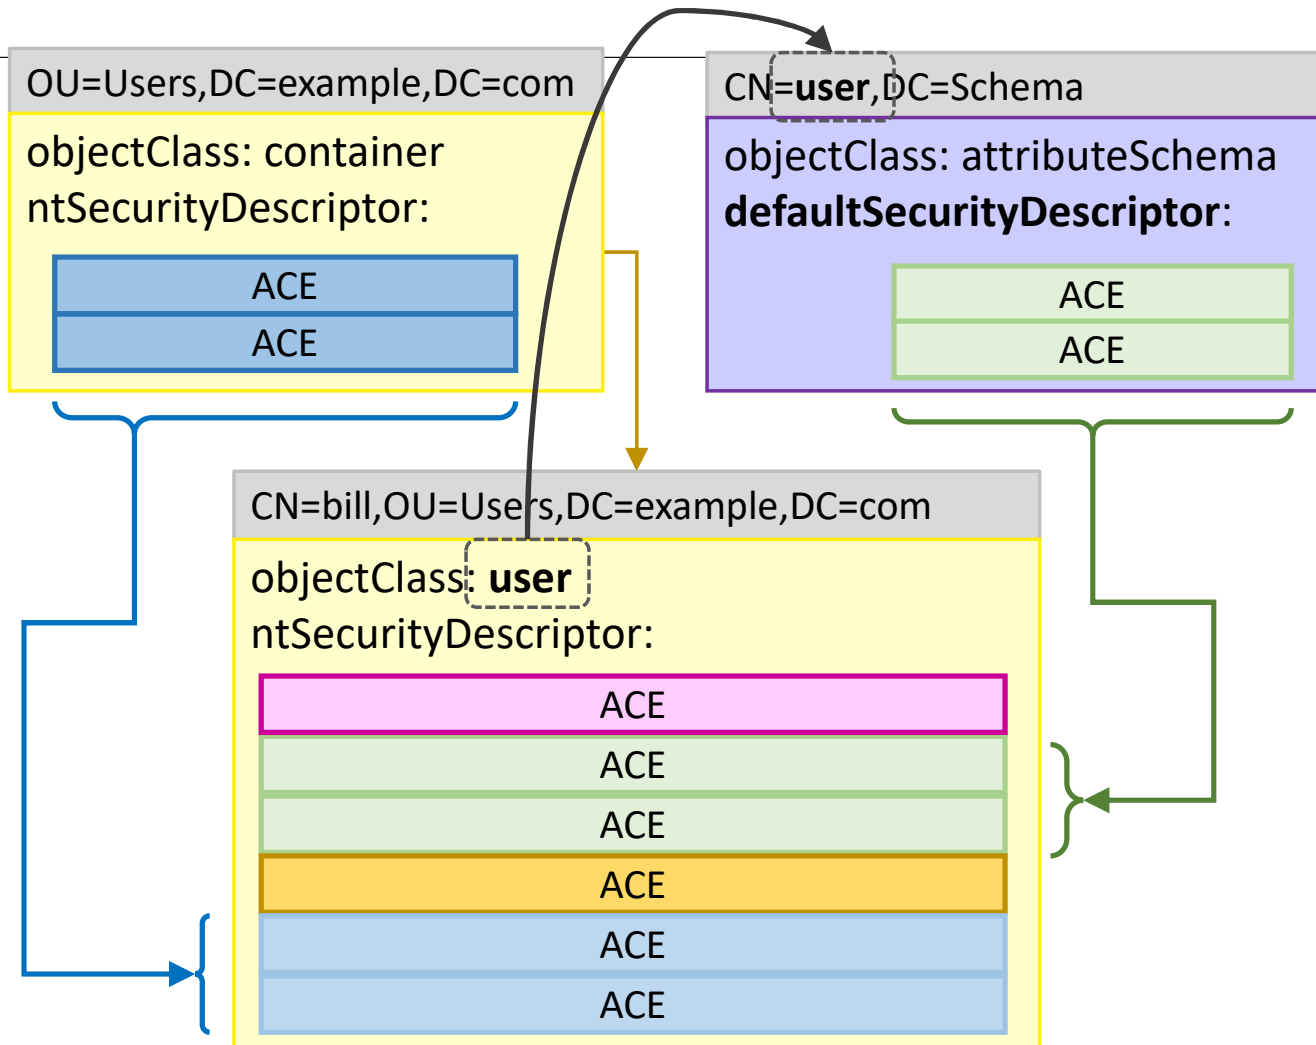 OU=Users,DC=example,DC=com
objectClass: container
ntSecurityDescriptor:
ACE
ACE
CN=user,DC=Schema
objectClass: attributeSchema
defaultSecurityDescriptor:
ACE
ACE
CN=bill,OU=Users,DC=example,DC=com
objectClass: user
ntSecurityDescriptor:
ACE
ACE
ACE
ACE
ACE
ACE